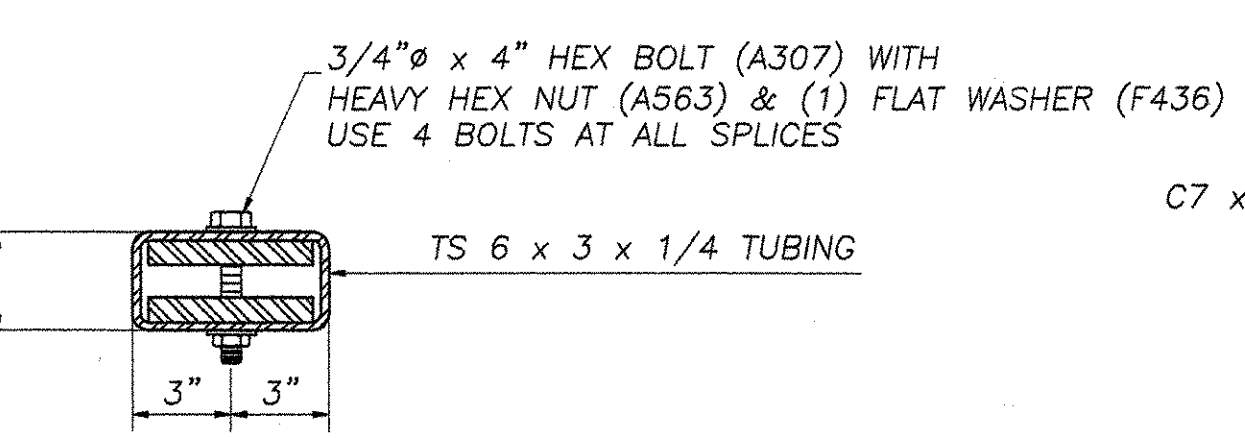 3/4"ø x 4" HEX BOLT (A307) WITH
HEAVY HEX NUT (A563) & (1) FLAT WASHER (F436)
USE 4 BOLTS AT ALL SPLICES
C7 x
TS 6 x 3 x 1/4 TUBING
3" 3"